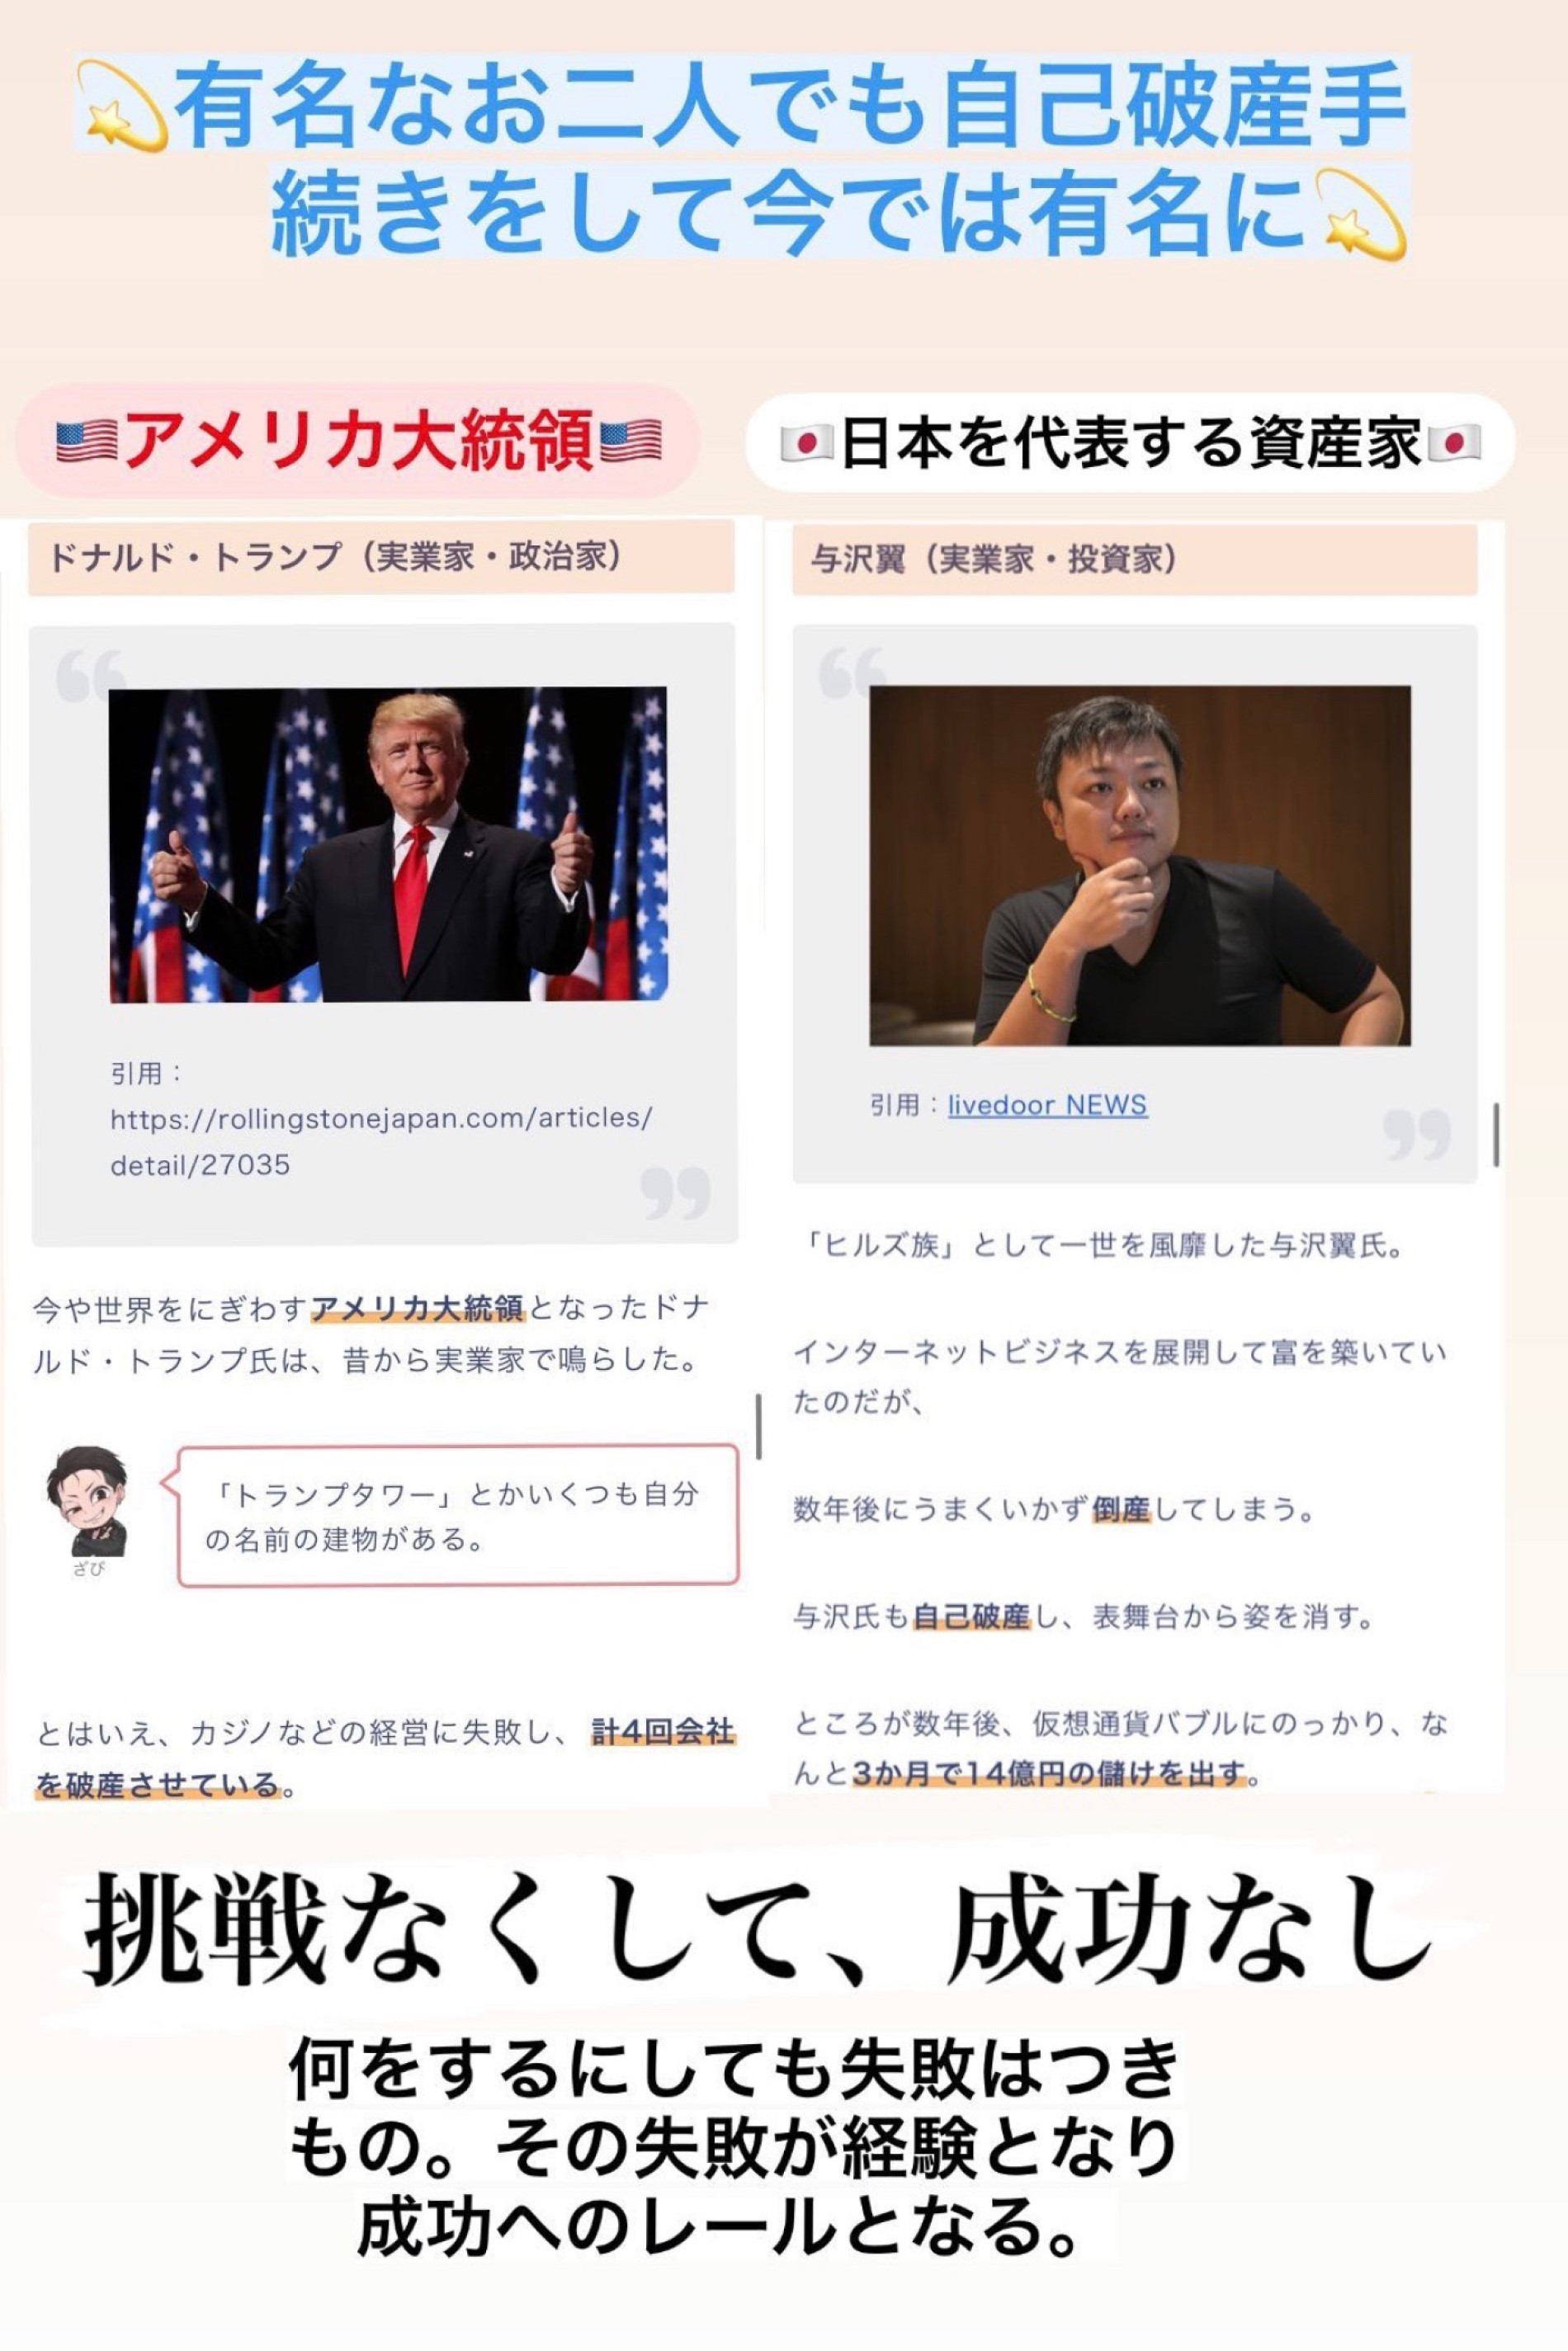 💫有名なお二人でも自己破産手
続きをして今では有名に💫
🇺🇸アメリカ大統領🇺🇸
ドナルド・トランプ（実業家・政治家）
引用：
https://rollingstonejapan.com/articles/
detail/27035
今や世界をにぎわすアメリカ大統領となったドナ
ルド・トランプ氏は、昔から実業家で鳴らした。
ざび
「トランプタワー」とかいくつも自分
の名前の建物がある。
とはいえ、カジノなどの経営に失敗し、計4回会社
を破産させている。
🇯🇵日本を代表する資産家🇯🇵
与沢翼（実業家・投資家）
引用：livedoor NEWS
「ヒルズ族」として一世を風靡した与沢翼氏。
インターネットビジネスを展開して富を築いてい
たのだが、
数年後にうまくいかず倒産してしまう。
与沢氏も自己破産し、表舞台から姿を消す。
ところが数年後、仮想通貨バブルにのっかり、な
んと3か月で14億円の儲けを出す。
挑戦なくして、成功なし
何をするにしても失敗はつき
もの。その失敗が経験となり
成功へのレールとなる。